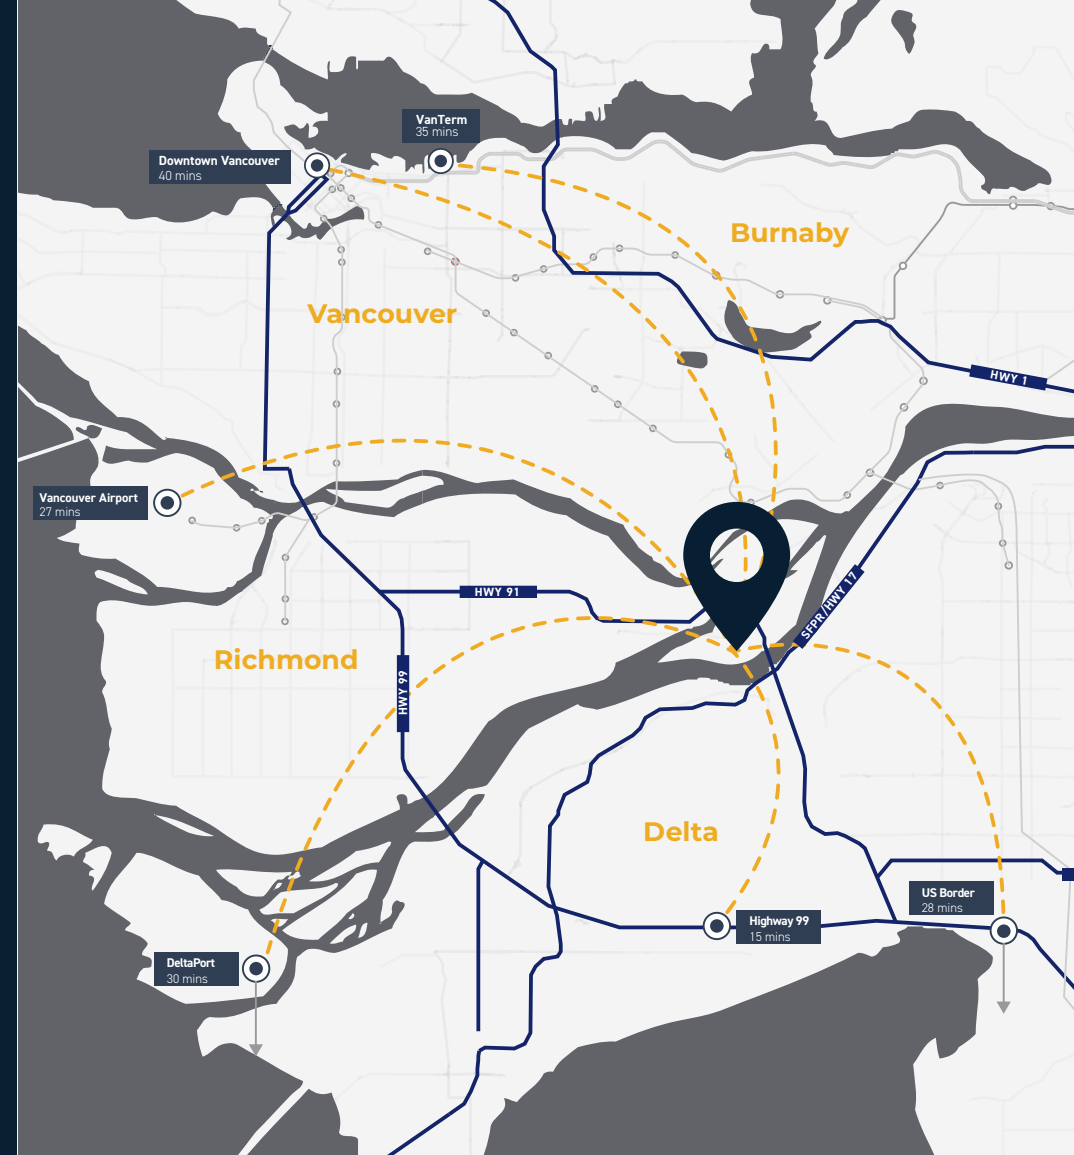 VanTerm
35 mins
Downtown Vancouver
40 mins
Burnaby
Vancouver
HWY 1
Vancouver Airport
27 mins
HWY 91
SFPR/HWY 17
Richmond
HWY 99
Delta
US Border
28 mins
Highway 99
15 mins
DeltaPort
30 mins